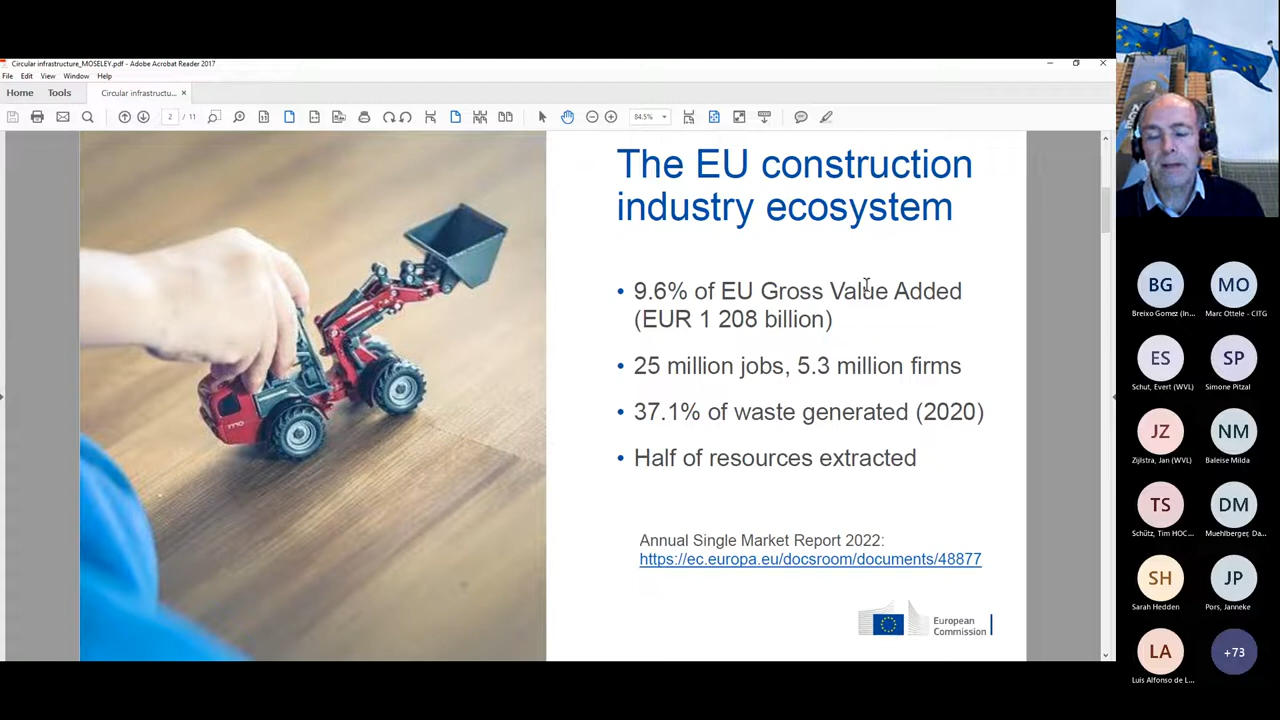 Circular infrastructure_MOSELEY.pdf - Adobe Acrobat Reader 2017
File Edit View Window Help
Home Tools Circular infrastructu... ×
2 / 11 84.5%
The EU construction
industry ecosystem
• 9.6% of EU Gross Value Added
(EUR 1 208 billion)
• 25 million jobs, 5.3 million firms
• 37.1% of waste generated (2020)
• Half of resources extracted
Annual Single Market Report 2022:
https://ec.europa.eu/docsroom/documents/48877
European
Commission
BG MO
Breixo Gomez (In... Marc Ottele - CITG
ES SP
Schut, Evert (WVL) Simone Pitzal
JZ NM
Zijlstra, Jan (WVL) Baleise Milda
TS DM
Schütz, Tim HOC... Muehlberger, Da...
SH JP
Sarah Hedden Pors, Janneke
LA +73
Luis Alfonso de L...